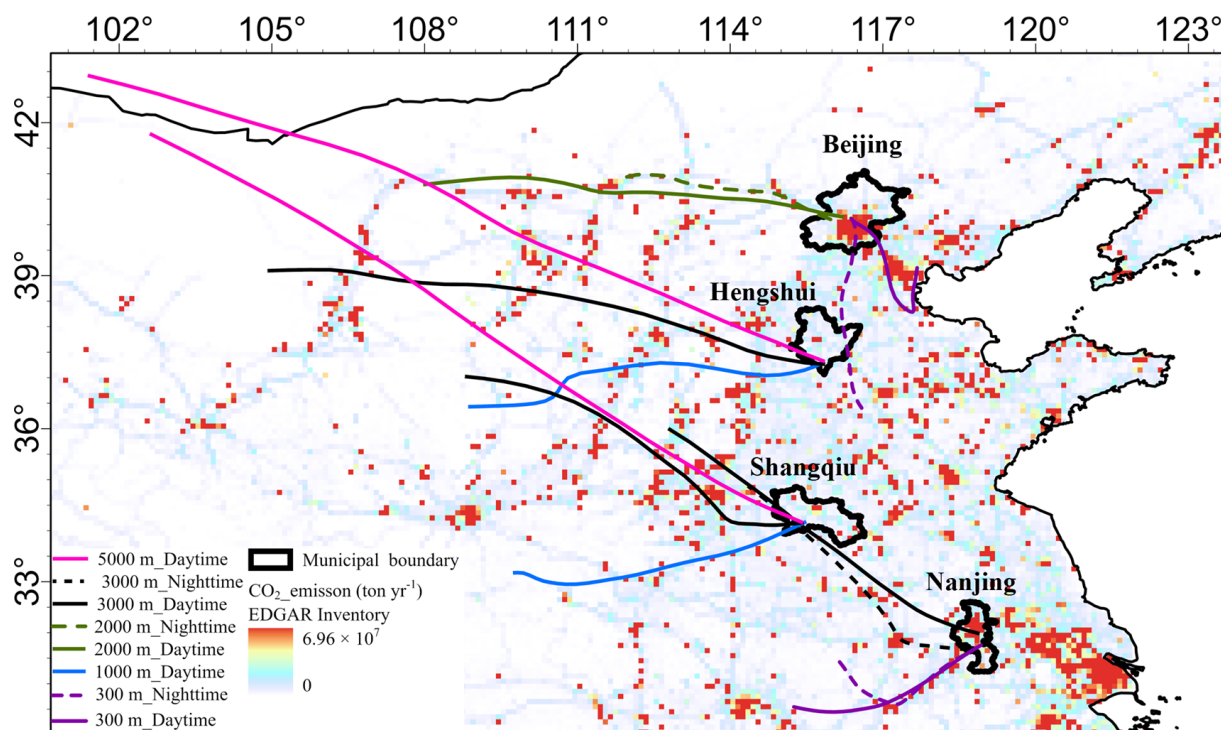 102° 105° 108° 111° 114° 117° 120° 123°
42°
39°
36°
33°
Beijing
Hengshui
Shangqiu
Nanjing
5000 m_Daytime
3000 m_Nighttime
3000 m_Daytime
2000 m_Nighttime
2000 m_Daytime
1000 m_Daytime
300 m_Nighttime
300 m_Daytime
Municipal boundary
CO₂_emisson (ton yr⁻¹)
EDGAR Inventory
6.96 × 10⁷
0